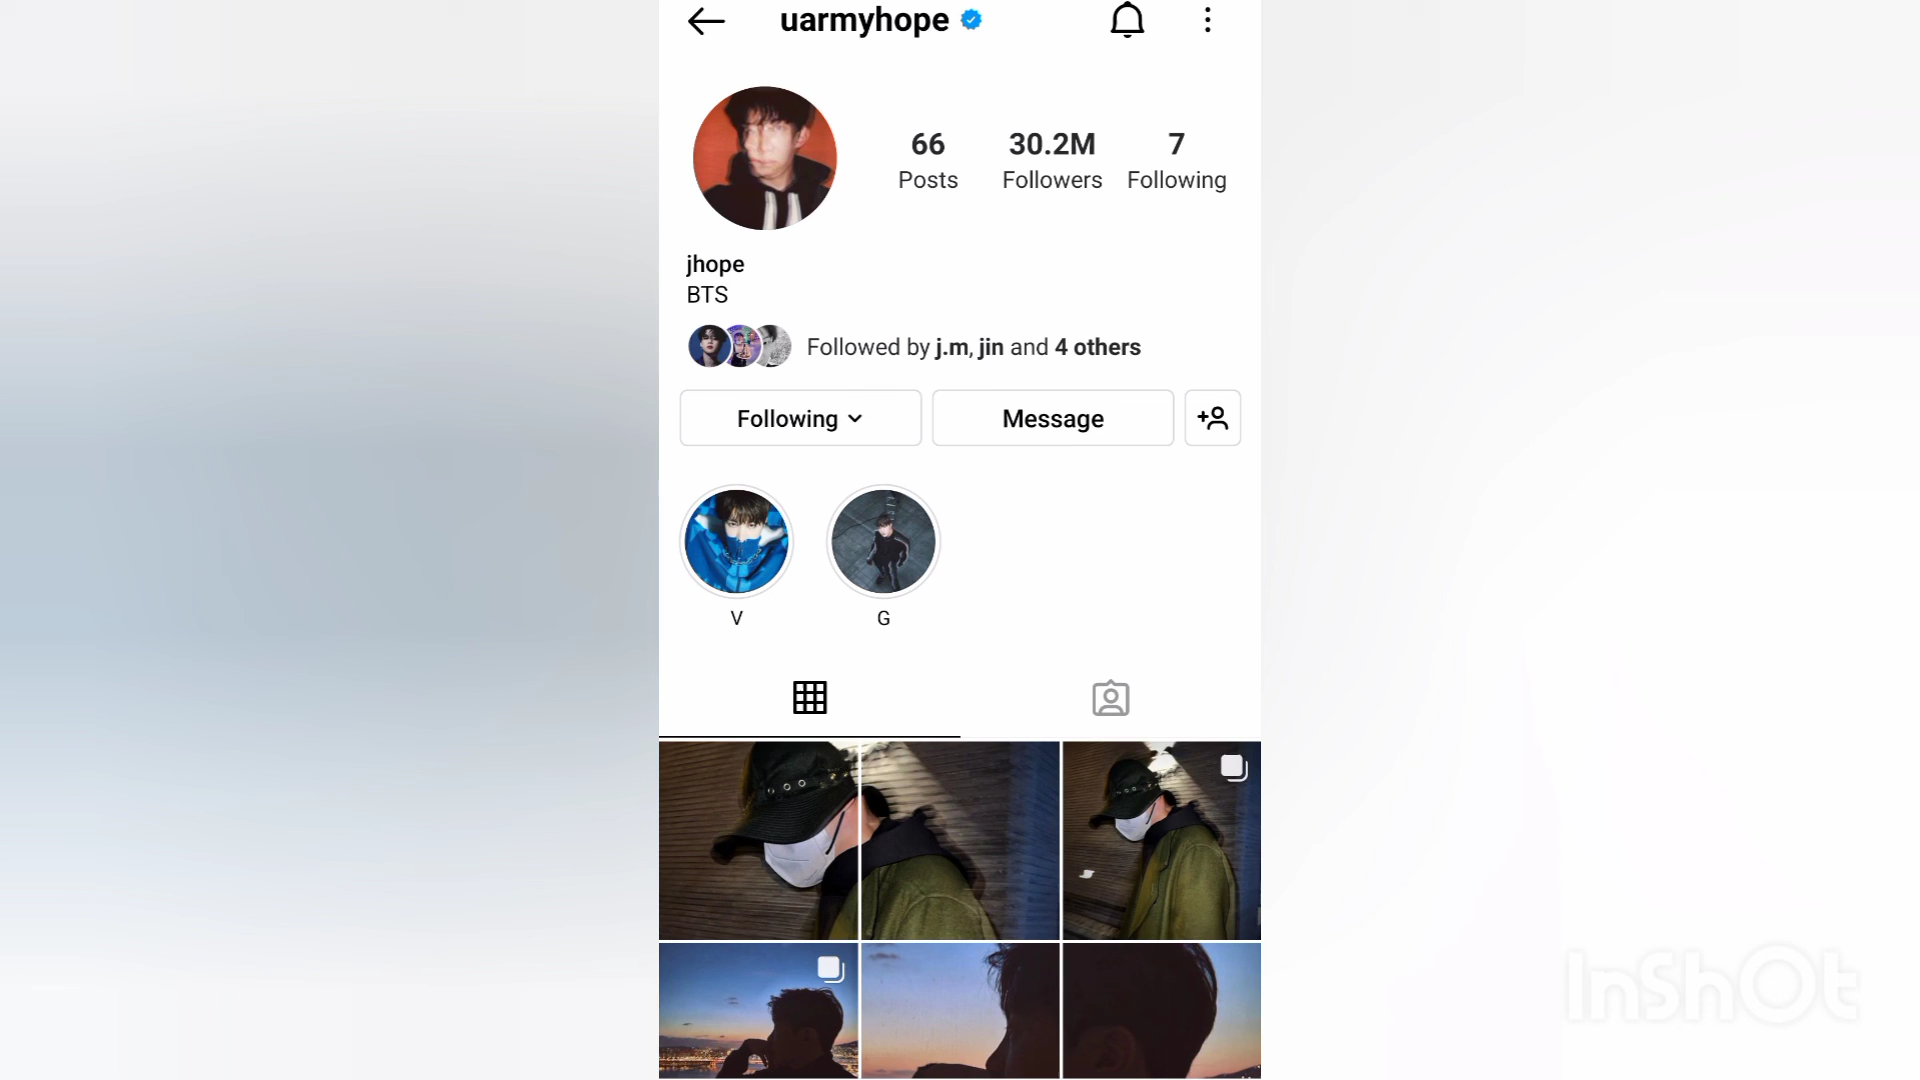 uarmyhope
66 30.2M 7
Posts Followers Following
jhope
BTS
Followed by j.m, jin and 4 others
Following Message
V G
InShOt